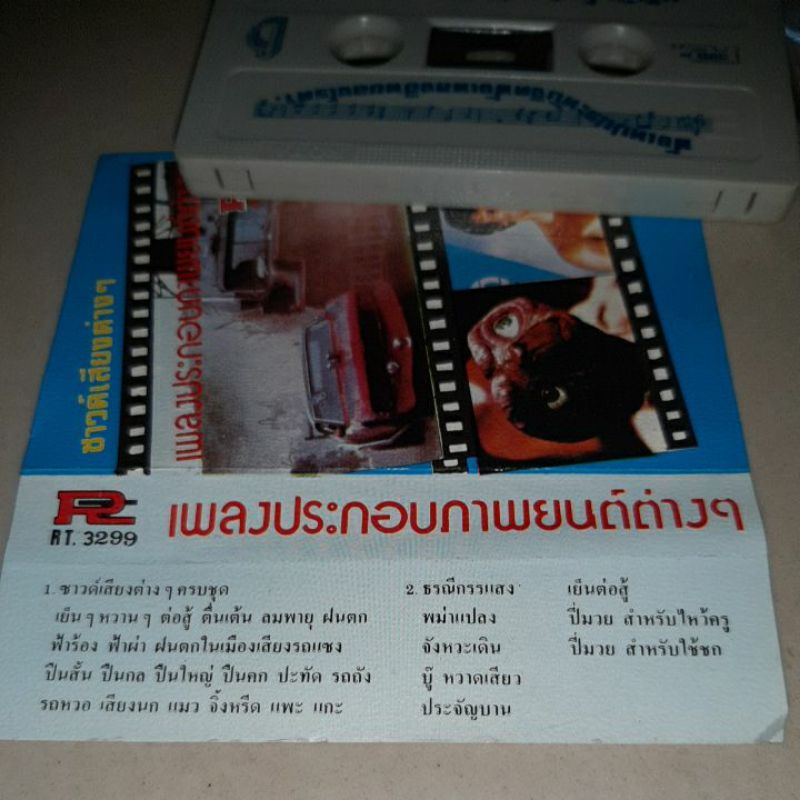 ซาวด์เสียงต่างๆ
เพลงประกอบภาพยนต์ต่างๆ
RT. 3299
เพลงประกอบภาพยนต์ต่างๆ
1. ซาวด์เสียงต่าง ๆ ครบชุด
เย็น ๆ หวาน ๆ ต่อสู้ ตื่นเต้น ลมพายุ ฝนตก
ฟ้าร้อง ฟ้าผ่า ฝนตกในเมืองเสียงรถแซง
ปืนสั้น ปืนกล ปืนใหญ่ ปืนคก ปะทัด รถถัง
รถหวอ เสียงนก แมว จิ้งหรีด แพะ แกะ
2. ธรณีกรรแสง
พม่าแปลง
จังหวะเดิน
บู๊ หวาดเสียว
ประจัญบาน
เย็นต่อสู้
ปี่มวย สำหรับไหว้ครู
ปี่มวย สำหรับใช้ชก